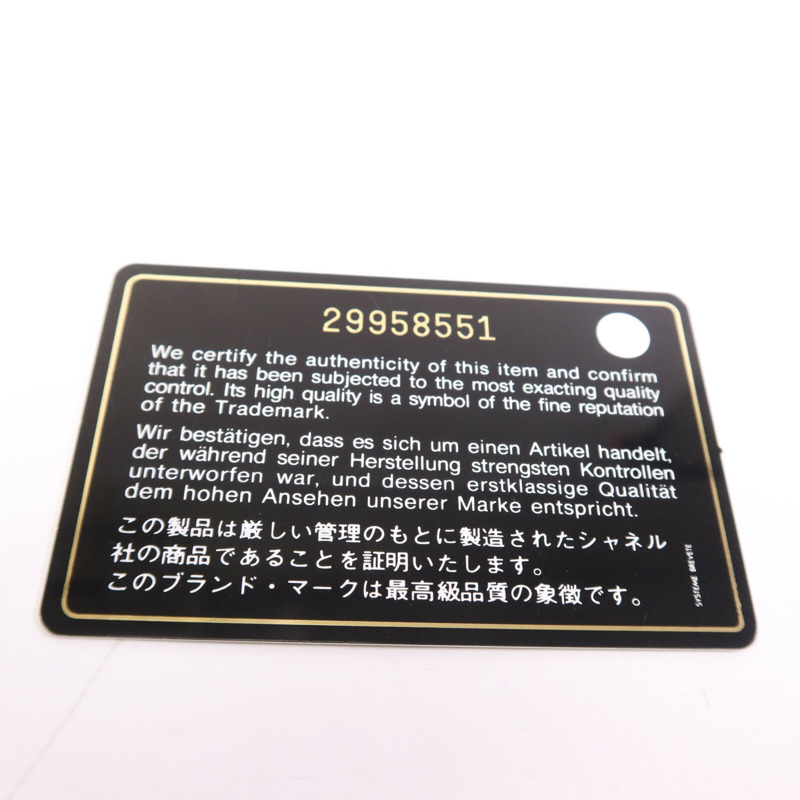 29958551
We certify the authenticity of this item and confirm
that it has been subjected to the most exacting quality
control. Its high quality is a symbol of the fine reputation
of the Trademark.
Wir bestätigen, dass es sich um einen Artikel handelt,
der während seiner Herstellung strengsten Kontrollen
unterworfen war, und dessen erstklassige Qualität
dem hohen Ansehen unserer Marke entspricht.
この製品は厳しい管理のもとに製造されたシャネル
社の商品であることを証明いたします。
このブランド・マークは最高級品質の象徴です。
SYSTEME BREVETE